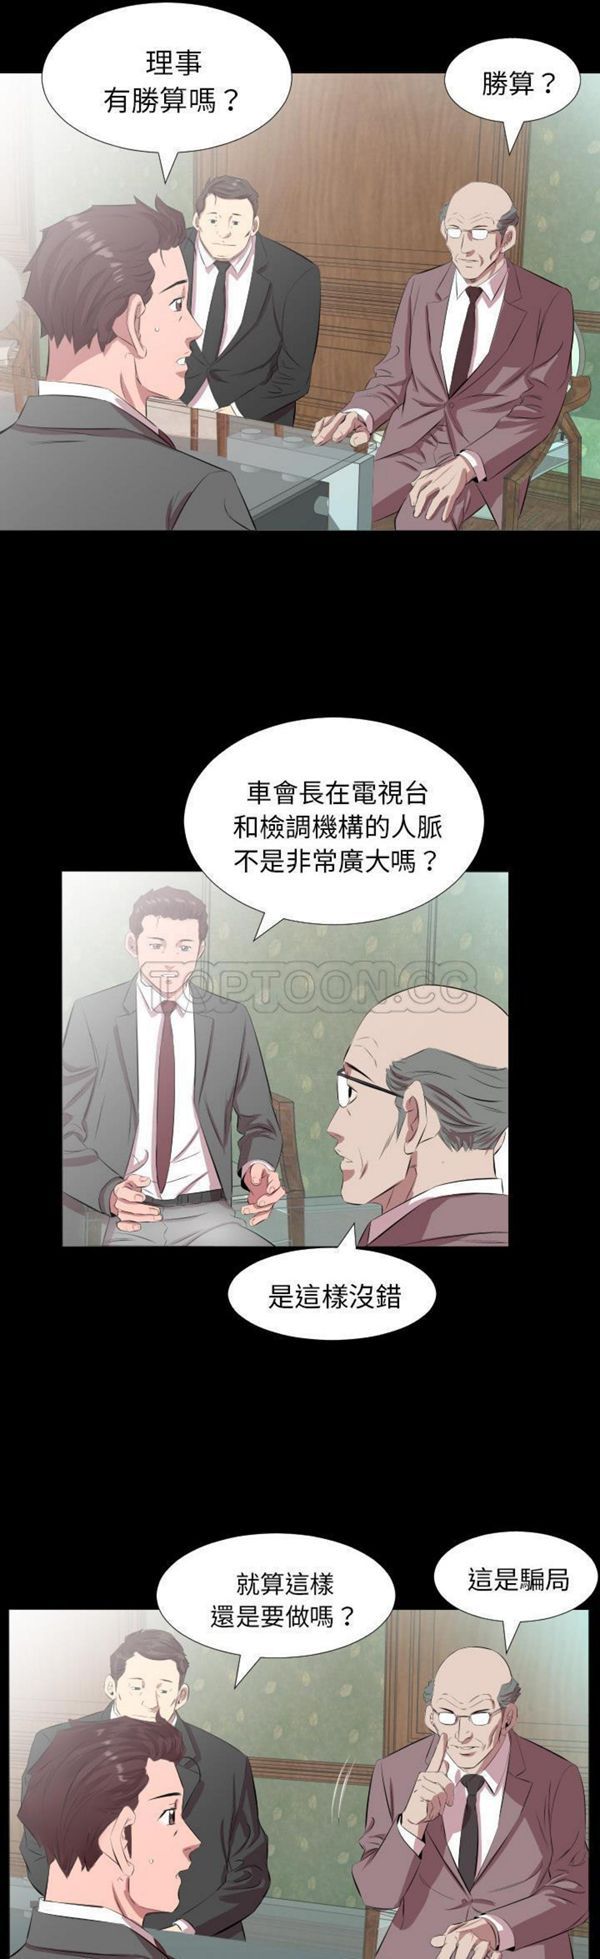 理事
有勝算嗎？
勝算？
車會長在電視台
和檢調機構的人脈
不是非常廣大嗎？
TOPTOON.CC
是這樣沒錯
就算這樣
還是要做嗎？
這是騙局